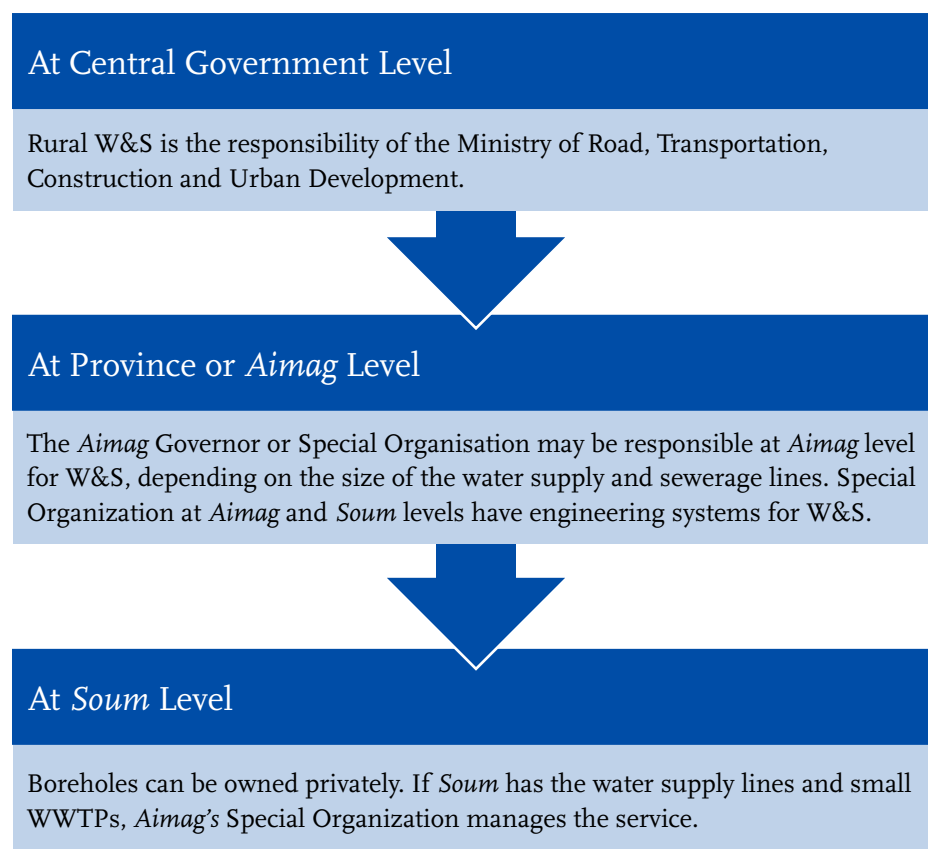 At Central Government Level
Rural W&S is the responsibility of the Ministry of Road, Transportation,
Construction and Urban Development.
At Province or Aimag Level
The Aimag Governor or Special Organisation may be responsible at Aimag level
for W&S, depending on the size of the water supply and sewerage lines. Special
Organization at Aimag and Soum levels have engineering systems for W&S.
At Soum Level
Boreholes can be owned privately. If Soum has the water supply lines and small
WWTPs, Aimag's Special Organization manages the service.